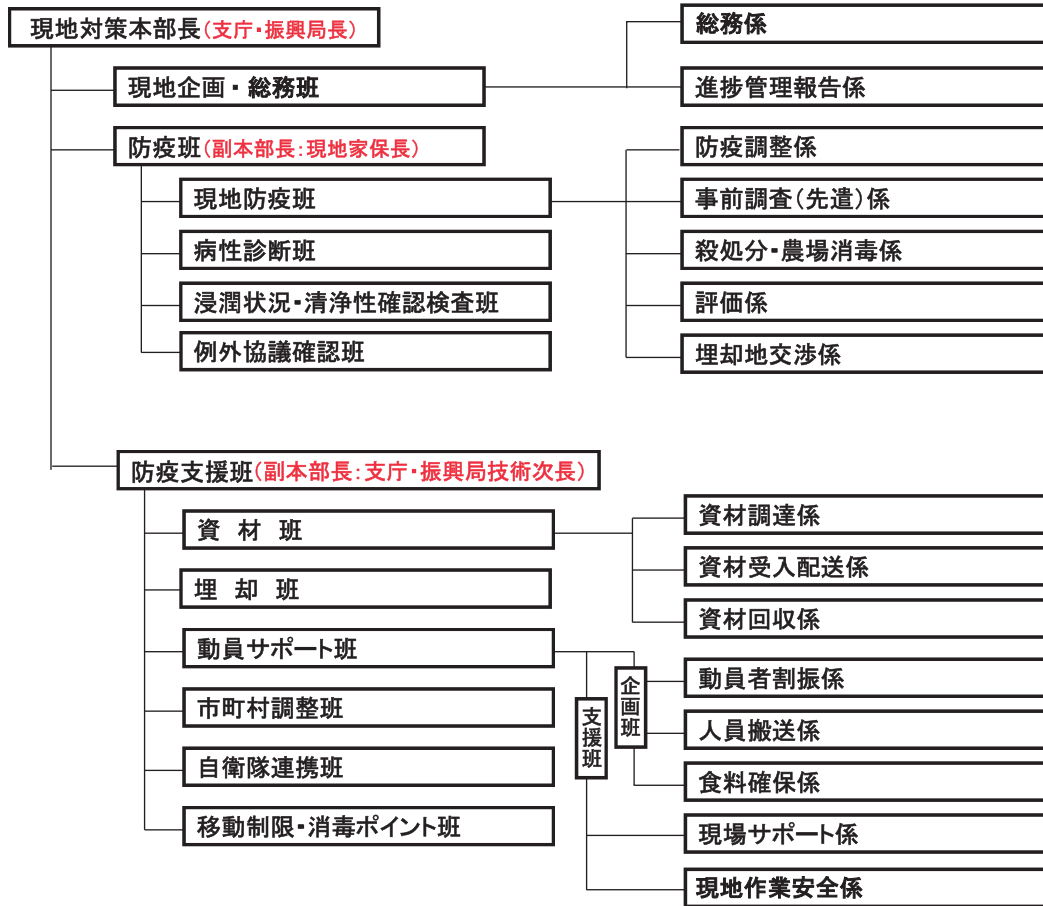 現地対策本部長(支庁・振興局長)
現地企画・総務班
総務係
進捗管理報告係
防疫班(副本部長:現地家保長)
現地防疫班
防疫調整係
事前調査(先遣)係
殺処分・農場消毒係
評価係
埋却地交渉係
病性診断班
浸潤状況・清浄性確認検査班
例外協議確認班
防疫支援班(副本部長:支庁・振興局技術次長)
資 材 班
資材調達係
資材受入配送係
資材回収係
埋 却 班
動員サポート班
企画班
動員者割振係
人員搬送係
食料確保係
支援班
現場サポート係
現地作業安全係
市町村調整班
自衛隊連携班
移動制限・消毒ポイント班